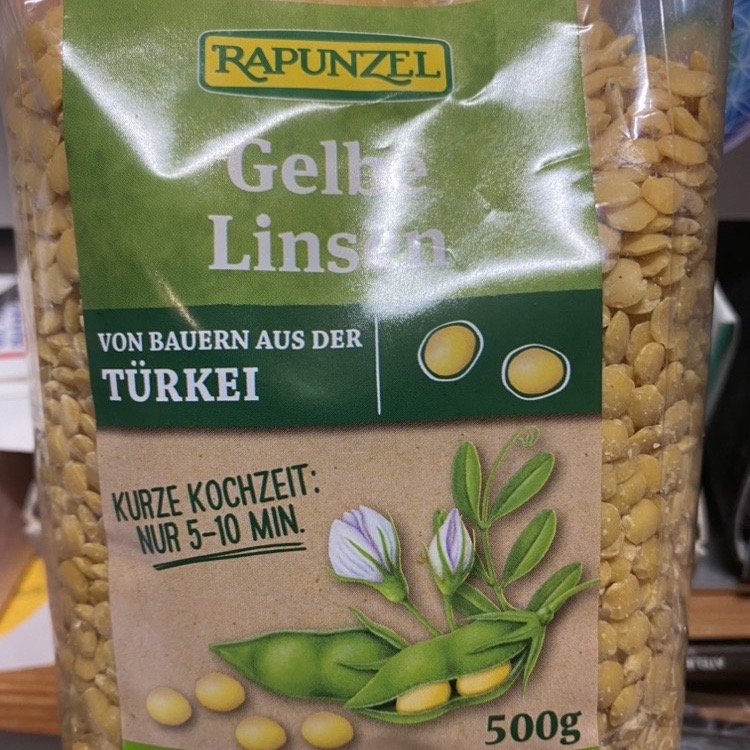 RAPUNZEL
Gelbe
Linsen
VON BAUERN AUS DER
TÜRKEI
KURZE KOCHZEIT:
NUR 5-10 MIN.
500g